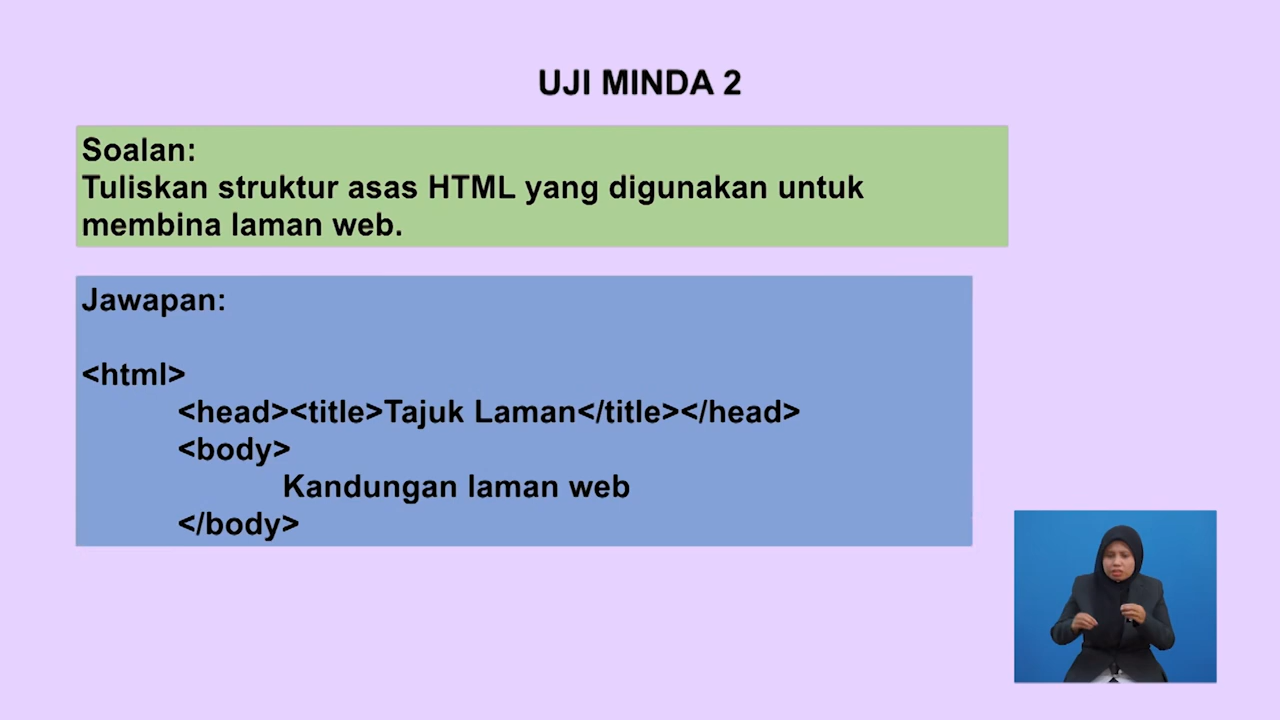 UJI MINDA 2
Soalan:
Tuliskan struktur asas HTML yang digunakan untuk
membina laman web.
Jawapan:
<html>
<head><title>Tajuk Laman</title></head>
<body>
Kandungan laman web
</body>